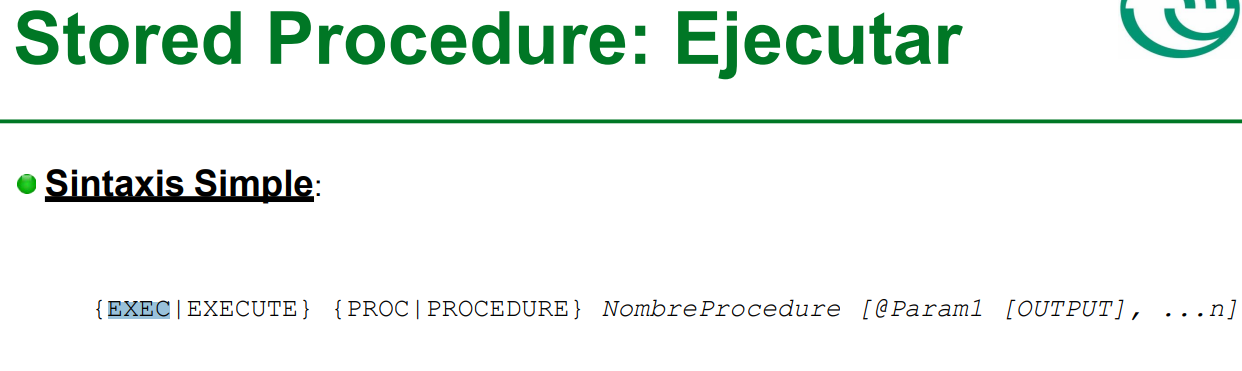 Stored Procedure: Ejecutar
Sintaxis Simple:
{EXEC|EXECUTE} {PROC|PROCEDURE} NombreProcedure [@Param1 [OUTPUT], ...n]